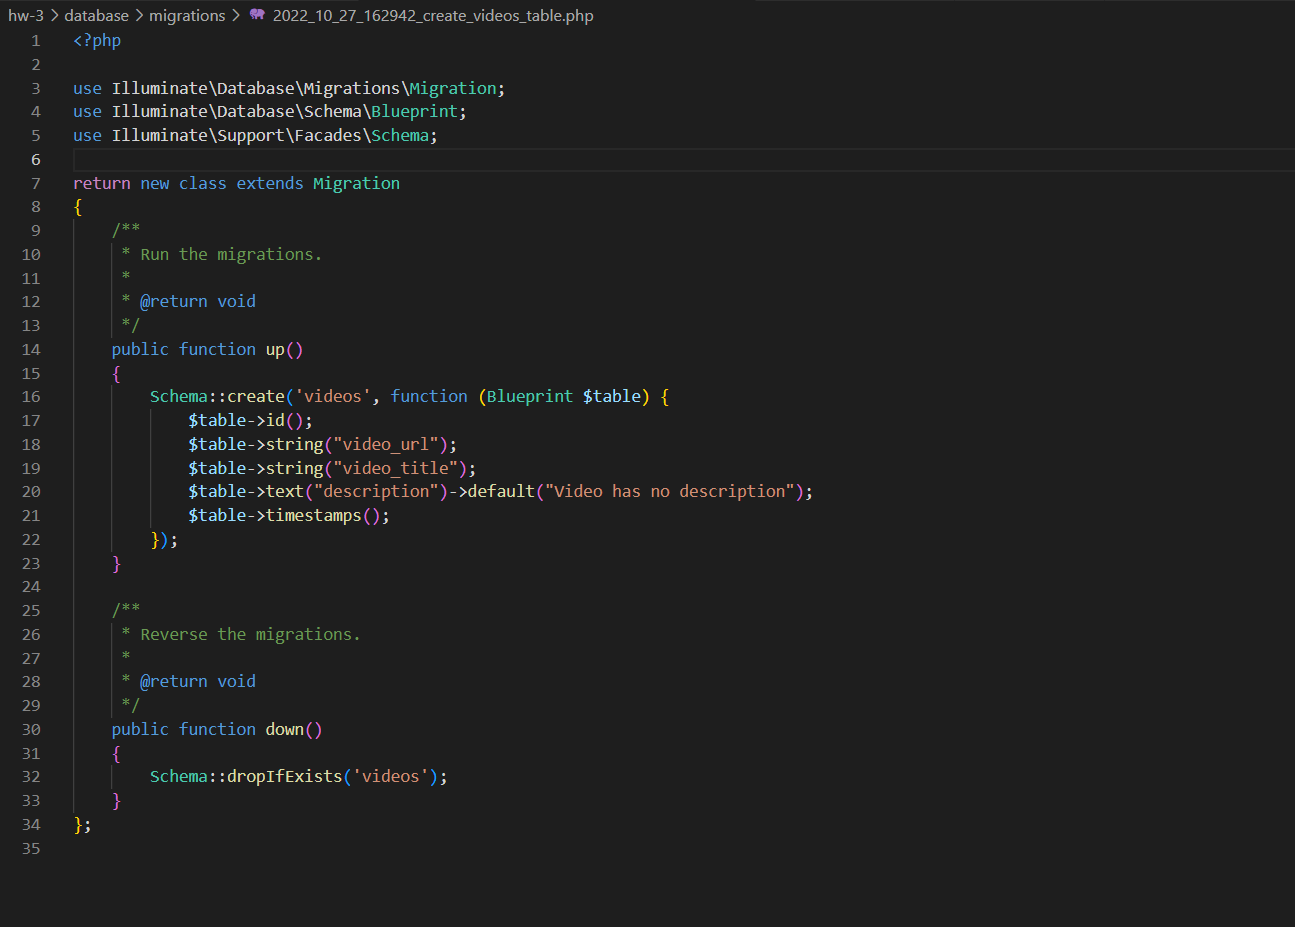 hw-3 > database > migrations > 2022_10_27_162942_create_videos_table.php
1 <?php
2
3 use Illuminate\Database\Migrations\Migration;
4 use Illuminate\Database\Schema\Blueprint;
5 use Illuminate\Support\Facades\Schema;
6
7 return new class extends Migration
8 {
9     /**
10      * Run the migrations.
11      *
12      * @return void
13      */
14     public function up()
15     {
16         Schema::create('videos', function (Blueprint $table) {
17             $table->id();
18             $table->string("video_url");
19             $table->string("video_title");
20             $table->text("description")->default("Video has no description");
21             $table->timestamps();
22         });
23     }
24
25     /**
26      * Reverse the migrations.
27      *
28      * @return void
29      */
30     public function down()
31     {
32         Schema::dropIfExists('videos');
33     }
34 };
35